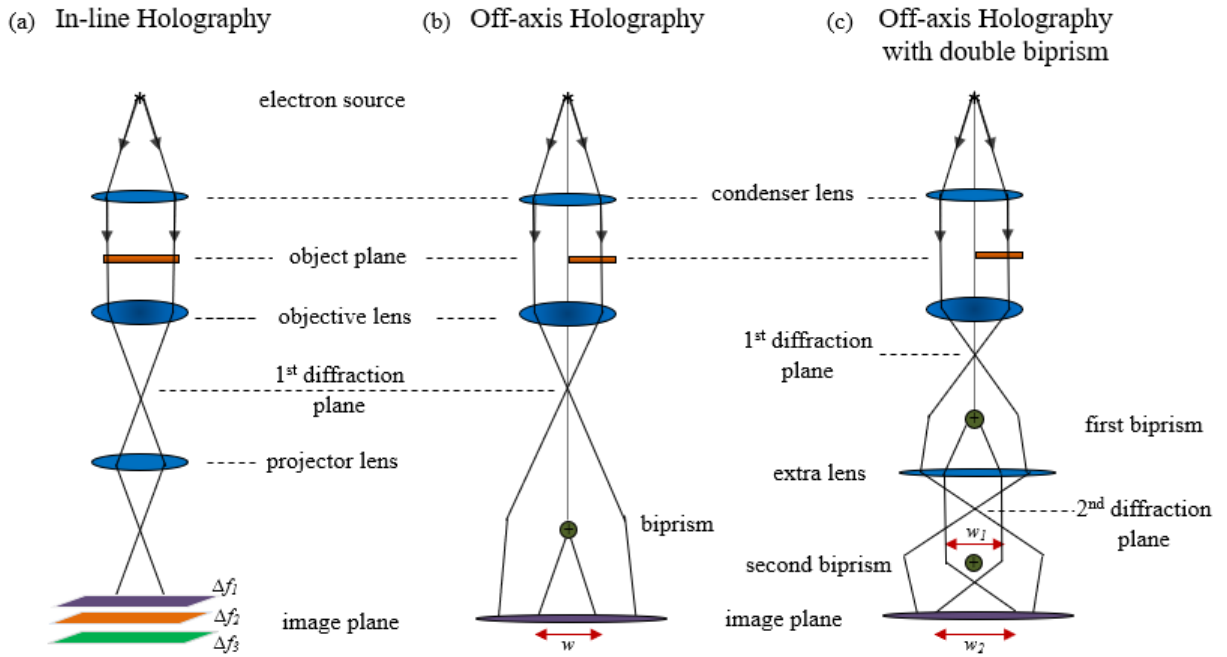 (a) In-line Holography
(b) Off-axis Holography
(c) Off-axis Holography
with double biprism
electron source
condenser lens
object plane
objective lens
1st diffraction
plane
1st diffraction
plane
first biprism
projector lens
extra lens
biprism
2nd diffraction
plane
w1
second biprism
Δf1
Δf2
Δf3
image plane
image plane
w
w2
+
+
+